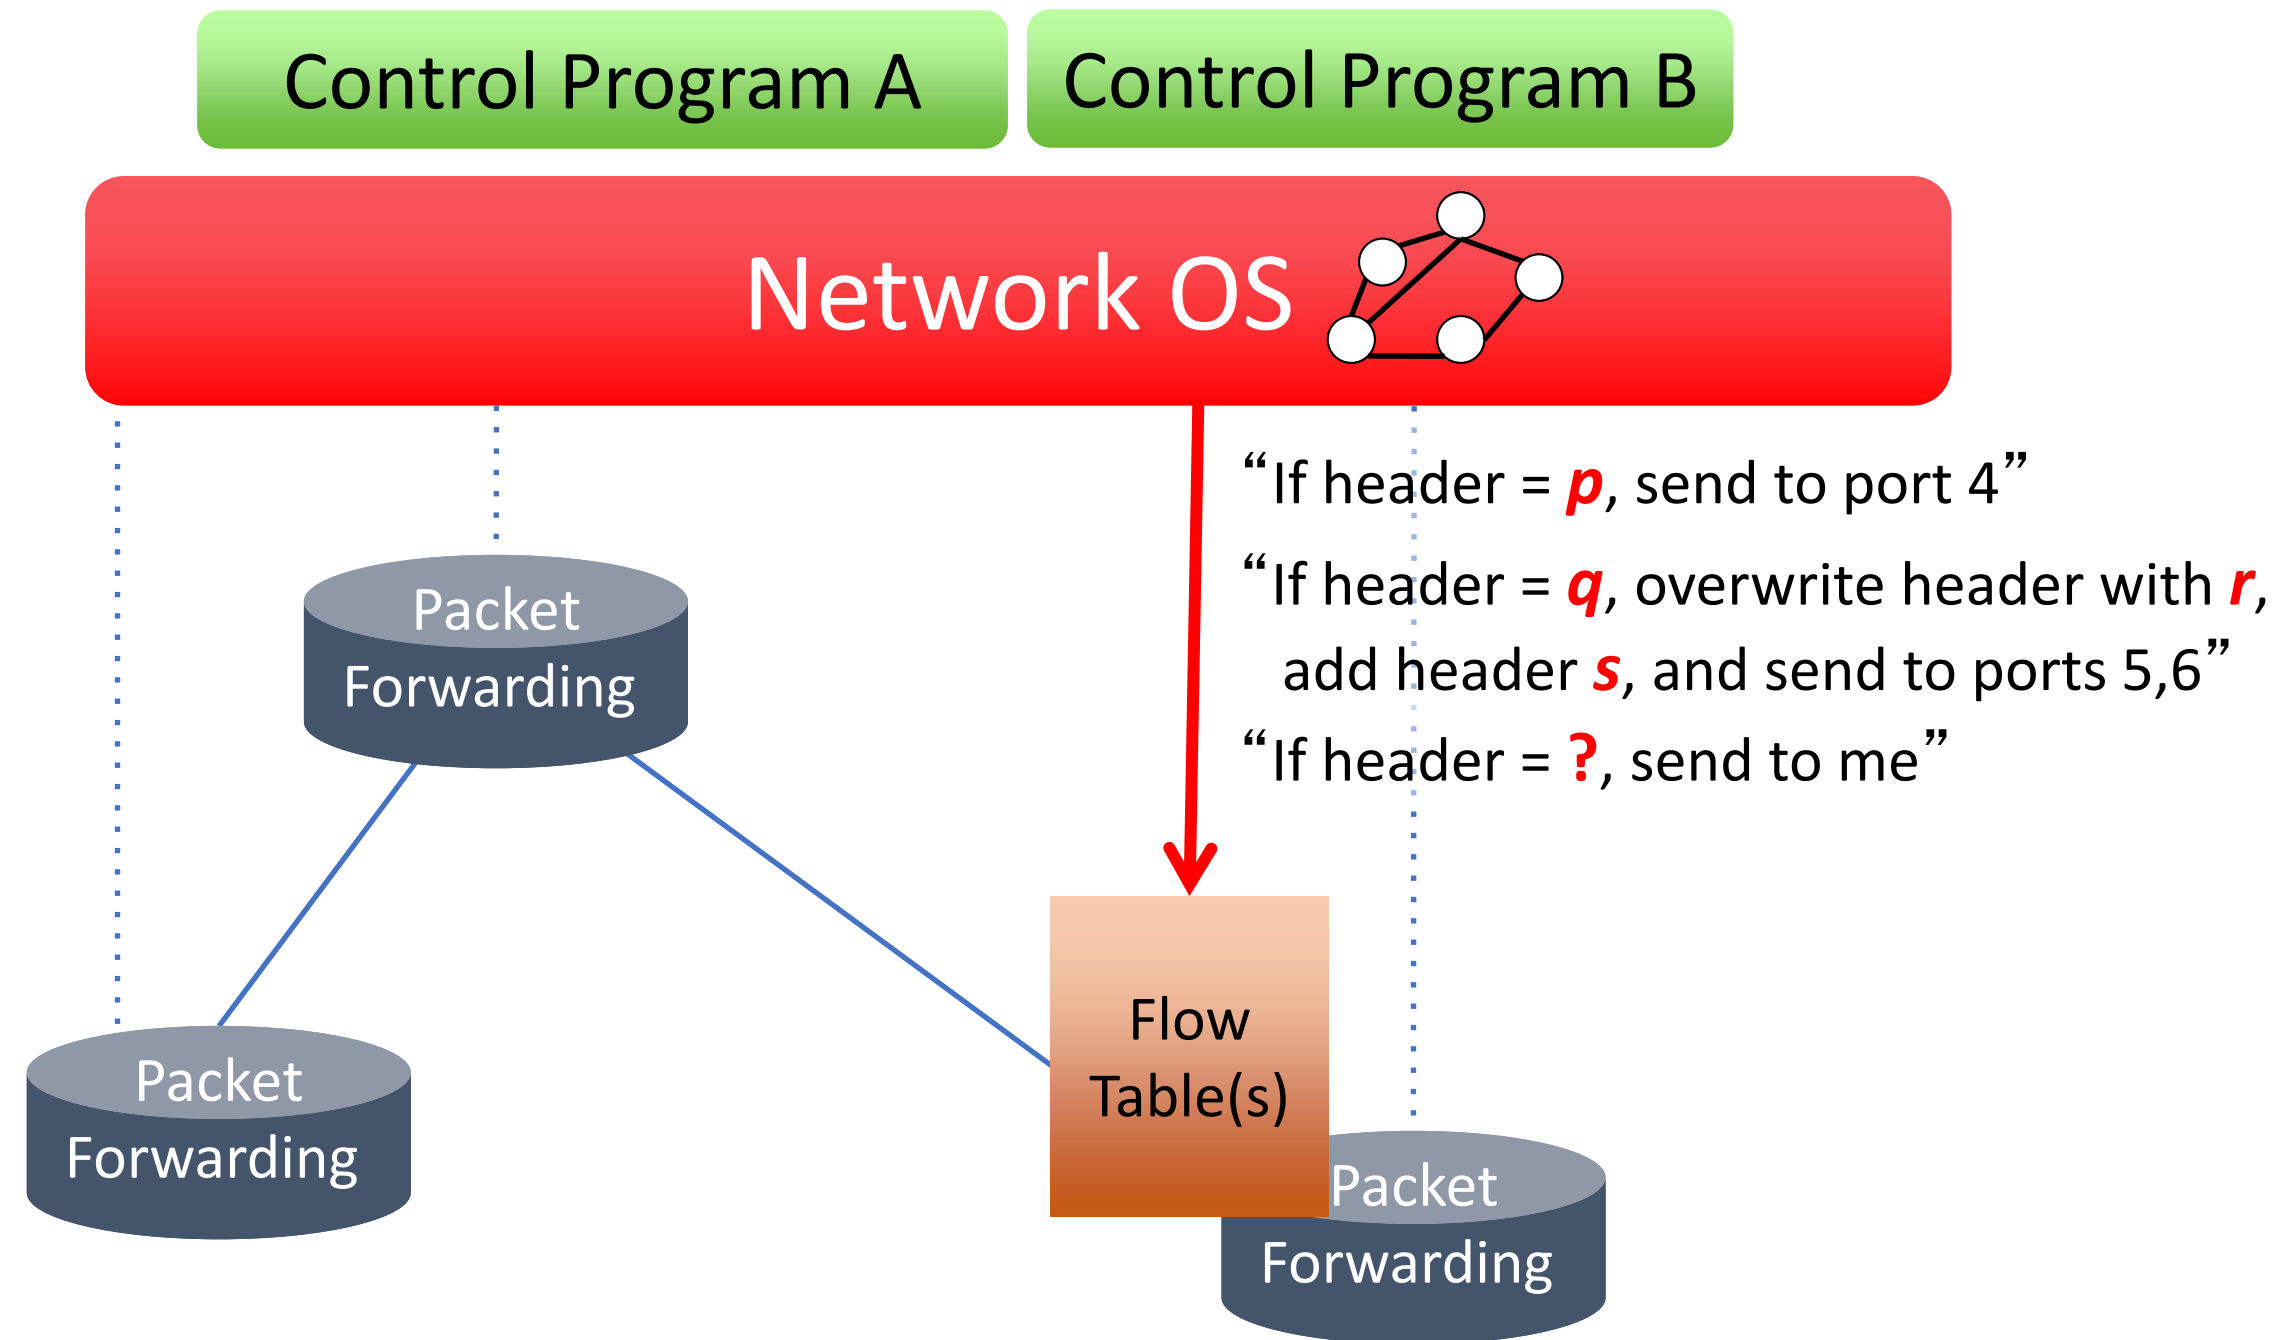 Control Program A
Control Program B
Network OS
“If header = p, send to port 4”
“If header = q, overwrite header with r,
add header s, and send to ports 5,6”
“If header = ?, send to me”
Packet
Forwarding
Flow
Table(s)
Packet
Forwarding
Packet
Forwarding